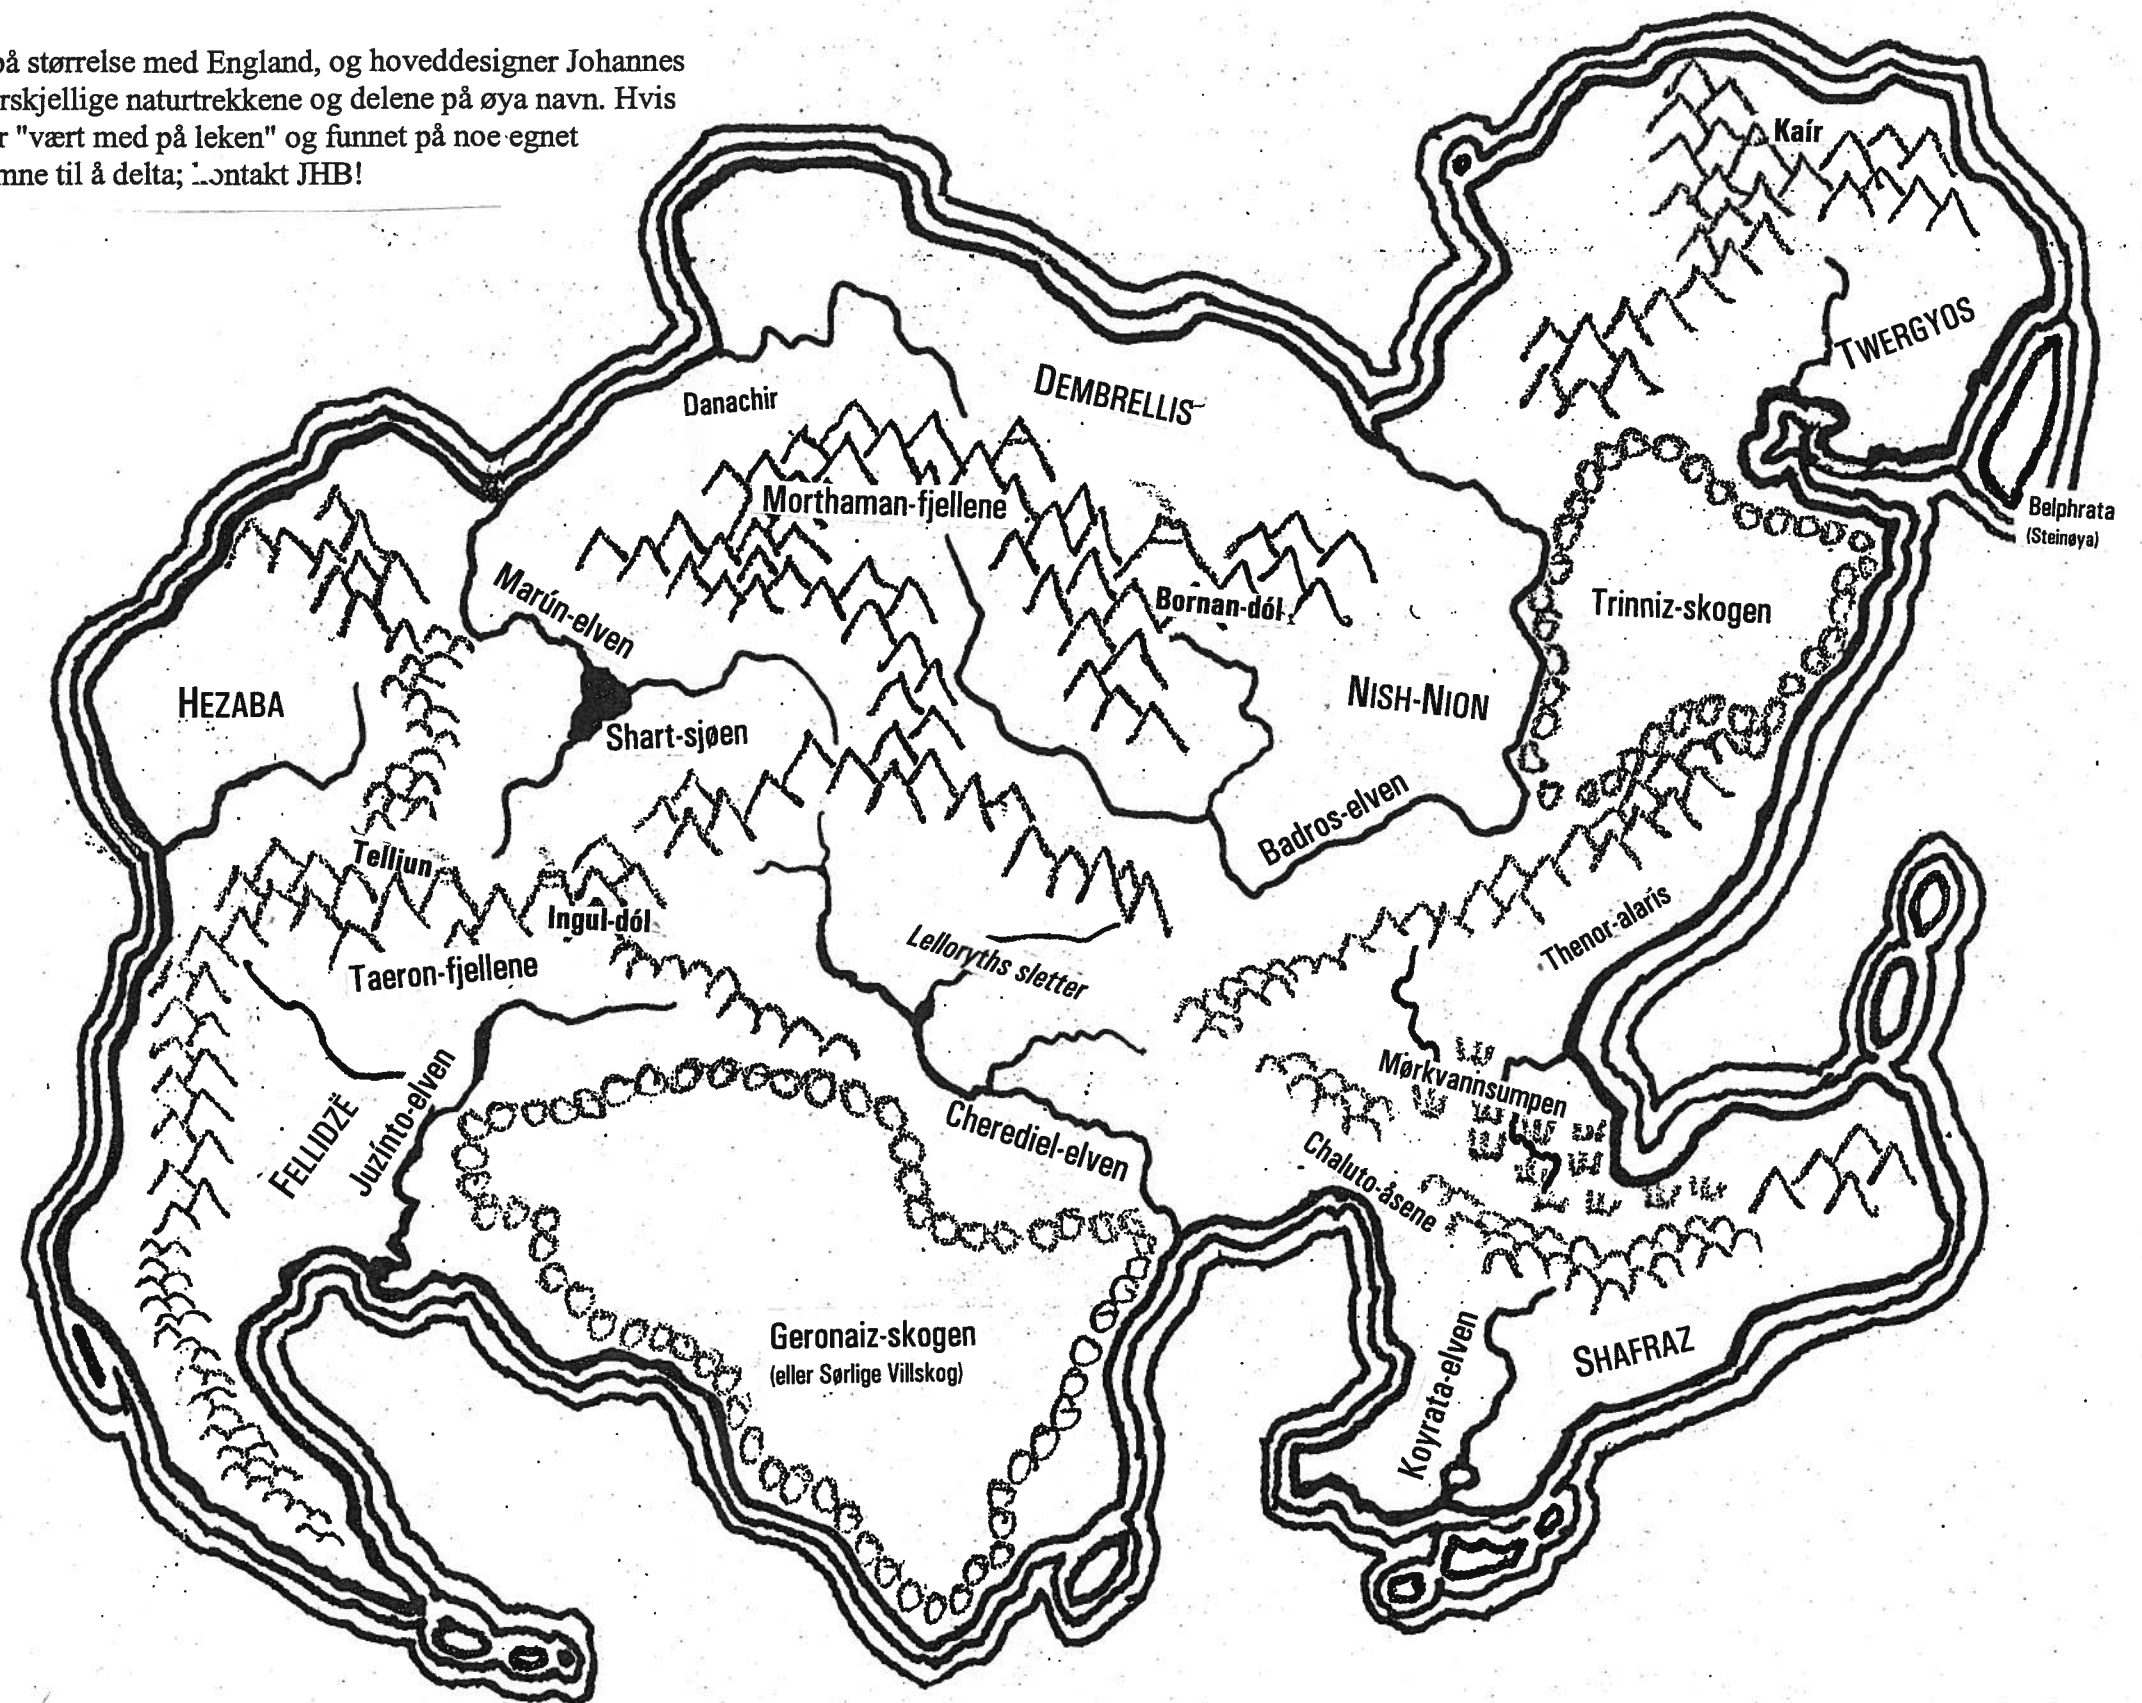 på størrelse med England, og hoveddesigner Johannes
rskjellige naturtrekkene og delene på øya navn. Hvis
r "vært med på leken" og funnet på noe egnet
mne til å delta; kontakt JHB!
Kaír
TWERGYOS
Danachir
DEMBRELLIS
Morthaman-fjellene
Belphrata
(Steinøya)
Marún-elven
Bornan-dól
Trinniz-skogen
HEZABA
Shart-sjøen
NISH-NION
Badros-elven
Telljun
Ingul-dól
Taeron-fjellene
Lelloryths sletter
Thenor-alaris
FELLIDZË
Juzínto-elven
Mørkvannsumpen
Cherediel-elven
Chaluto-åsene
Geronaiz-skogen
(eller Sørlige Villskog)
Koyrata-elven
SHAFRAZ